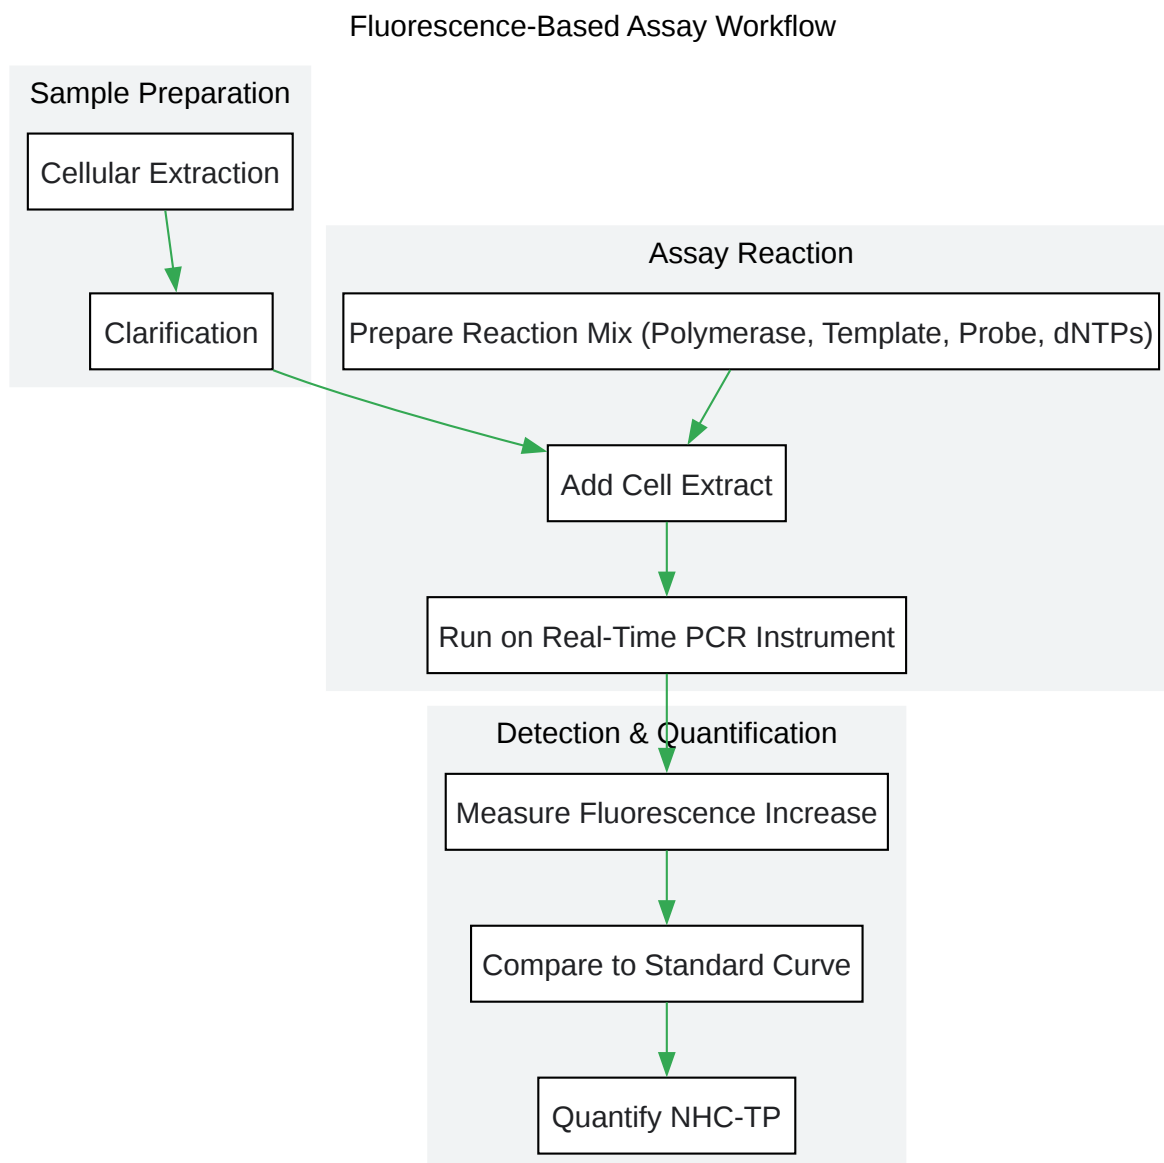 Fluorescence-Based Assay Workflow
Sample Preparation
Cellular Extraction
Clarification
Assay Reaction
Prepare Reaction Mix (Polymerase, Template, Probe, dNTPs)
Add Cell Extract
Run on Real-Time PCR Instrument
Detection & Quantification
Measure Fluorescence Increase
Compare to Standard Curve
Quantify NHC-TP